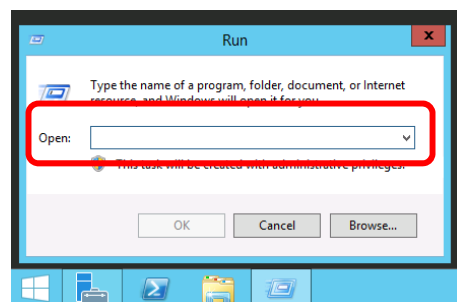 Run
x
Type the name of a program, folder, document, or Internet
resource, and Windows will open it for you.
Open:
This task will be created with administrative privileges.
OK
Cancel
Browse...